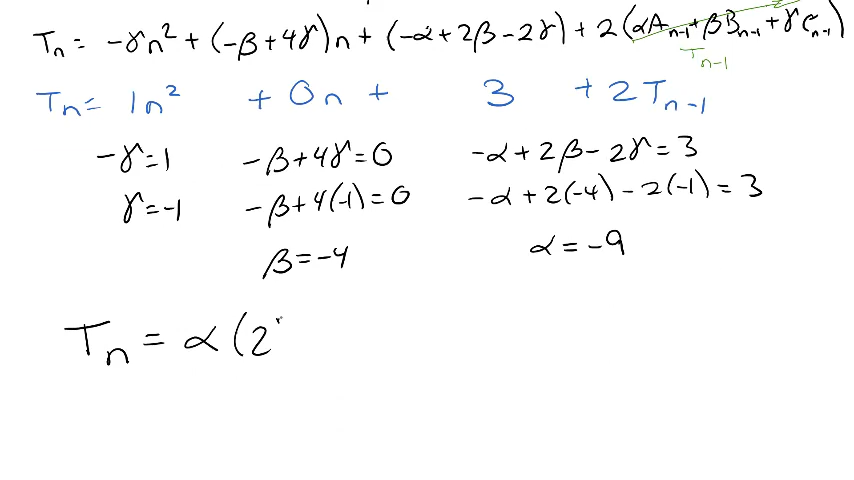 Tn = -γn² + (-β + 4γ)n + (-α + 2β - 2γ) + 2(αAn-1 + βBn-1 + γCn-1)
Tn-1
Tn = 1n² + 0n + 3 + 2Tn-1
-γ = 1 -β + 4γ = 0 -α + 2β - 2γ = 3
γ = -1 -β + 4(-1) = 0 -α + 2(-4) - 2(-1) = 3
β = -4 α = -9
Tn = α(2